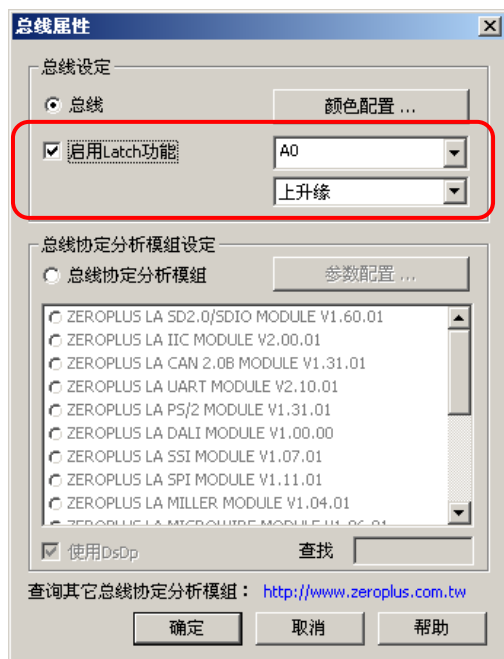 总线属性
总线设定
总线
颜色配置 ...
启用Latch功能
A0
上升缘
总线协定分析模组设定
总线协定分析模组
参数配置 ...
ZEROPLUS LA SD2.0/SDIO MODULE V1.60.01
ZEROPLUS LA IIC MODULE V2.00.01
ZEROPLUS LA CAN 2.0B MODULE V1.31.01
ZEROPLUS LA UART MODULE V2.10.01
ZEROPLUS LA PS/2 MODULE V1.31.01
ZEROPLUS LA DALI MODULE V1.00.00
ZEROPLUS LA SSI MODULE V1.07.01
ZEROPLUS LA SPI MODULE V1.11.01
ZEROPLUS LA MILLER MODULE V1.04.01
ZEROPLUS LA MICROWIRE MODULE V1.06.01
使用DsDp
查找
查询其它总线协定分析模组： http://www.zeroplus.com.tw
确定
取消
帮助